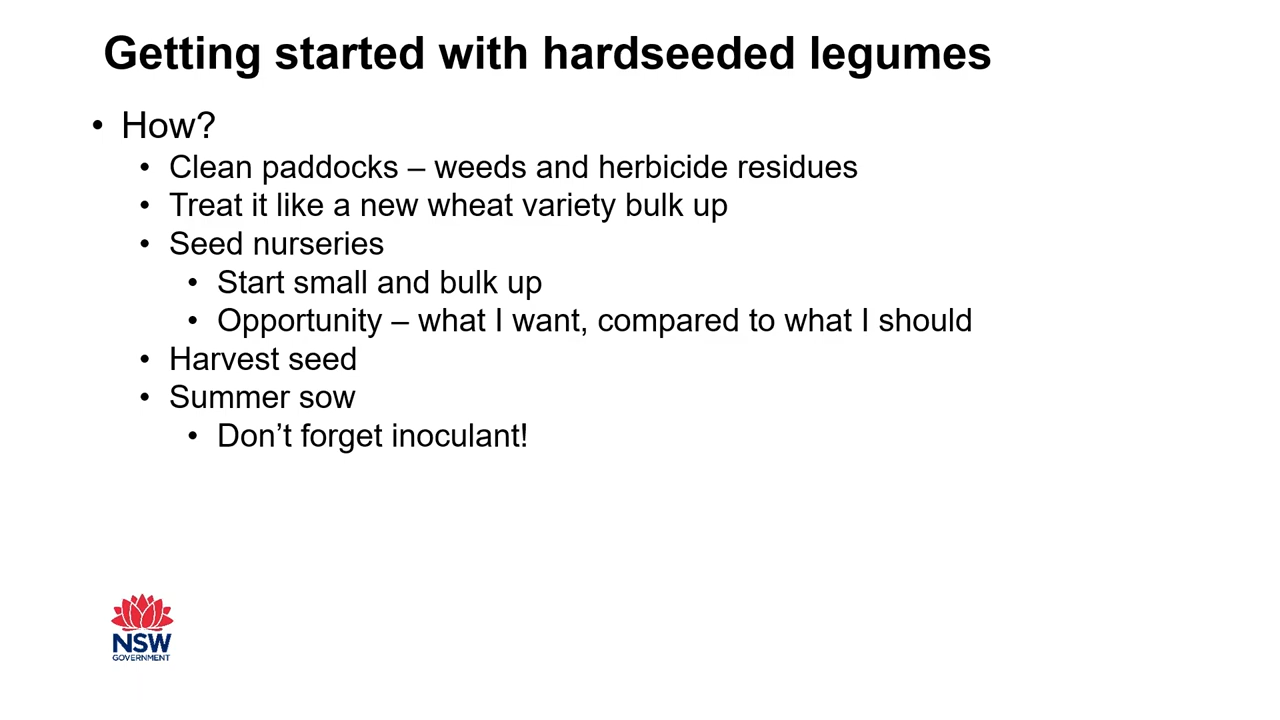 Getting started with hardseeded legumes
• How?
• Clean paddocks – weeds and herbicide residues
• Treat it like a new wheat variety bulk up
• Seed nurseries
• Start small and bulk up
• Opportunity – what I want, compared to what I should
• Harvest seed
• Summer sow
• Don’t forget inoculant!
NSW
GOVERNMENT